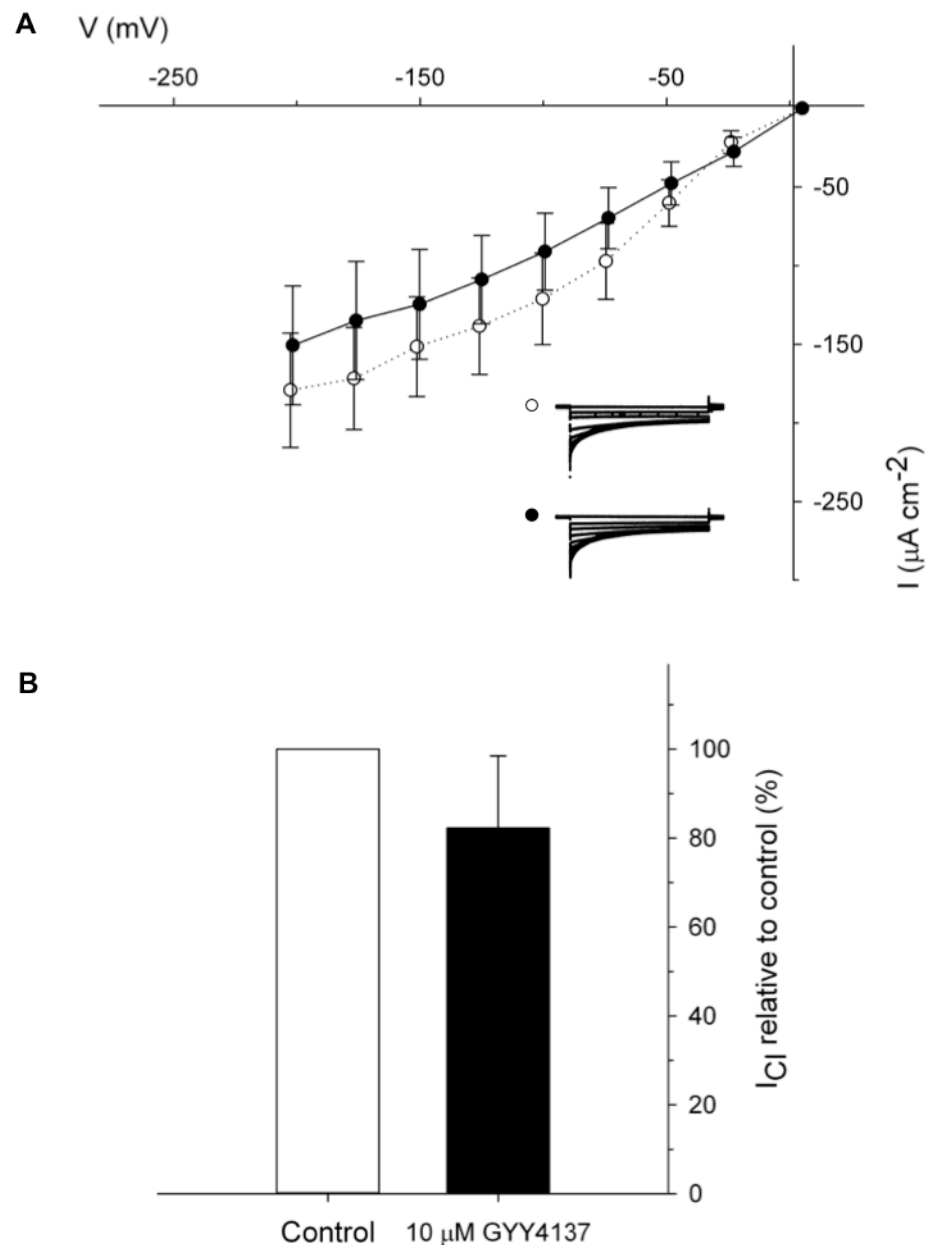 A
V (mV)
-250 -150 -50
-50
-150
-250
I (μA cm-2)
B
100
80
60
40
20
0
ICl relative to control (%)
Control 10 μM GYY4137